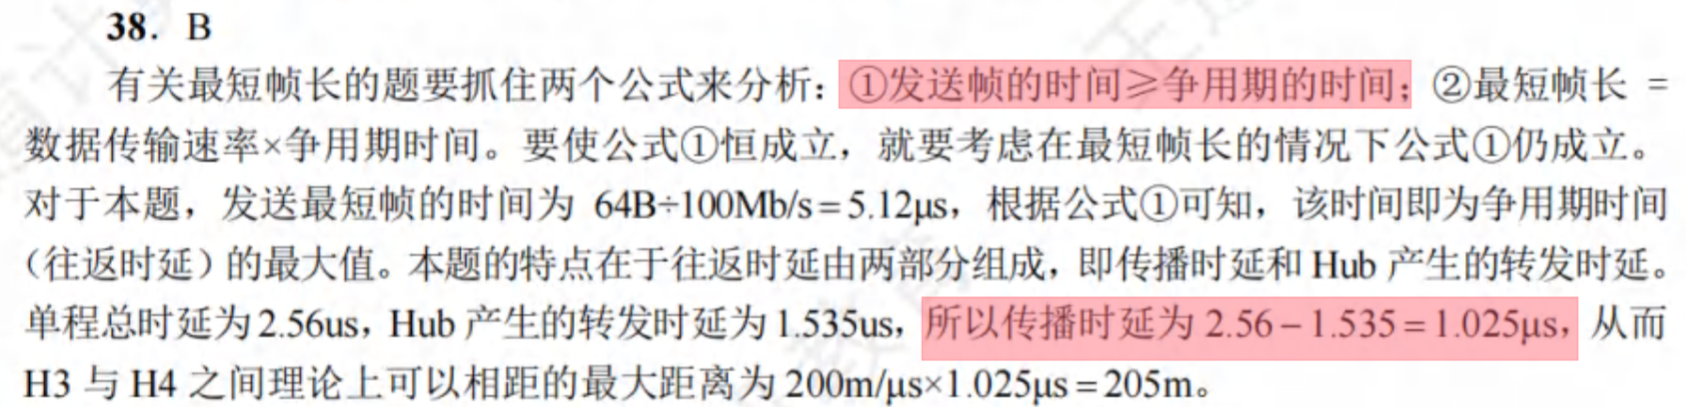 38．B
有关最短帧长的题要抓住两个公式来分析：①发送帧的时间≥争用期的时间；②最短帧长 =
数据传输速率×争用期时间。要使公式①恒成立，就要考虑在最短帧长的情况下公式①仍成立。
对于本题，发送最短帧的时间为 64B÷100Mb/s=5.12μs，根据公式①可知，该时间即为争用期时间
（往返时延）的最大值。本题的特点在于往返时延由两部分组成，即传播时延和 Hub 产生的转发时延。
单程总时延为 2.56us，Hub 产生的转发时延为 1.535us，所以传播时延为 2.56－1.535＝1.025μs，从而
H3 与 H4 之间理论上可以相距的最大距离为 200m/μs×1.025μs=205m。